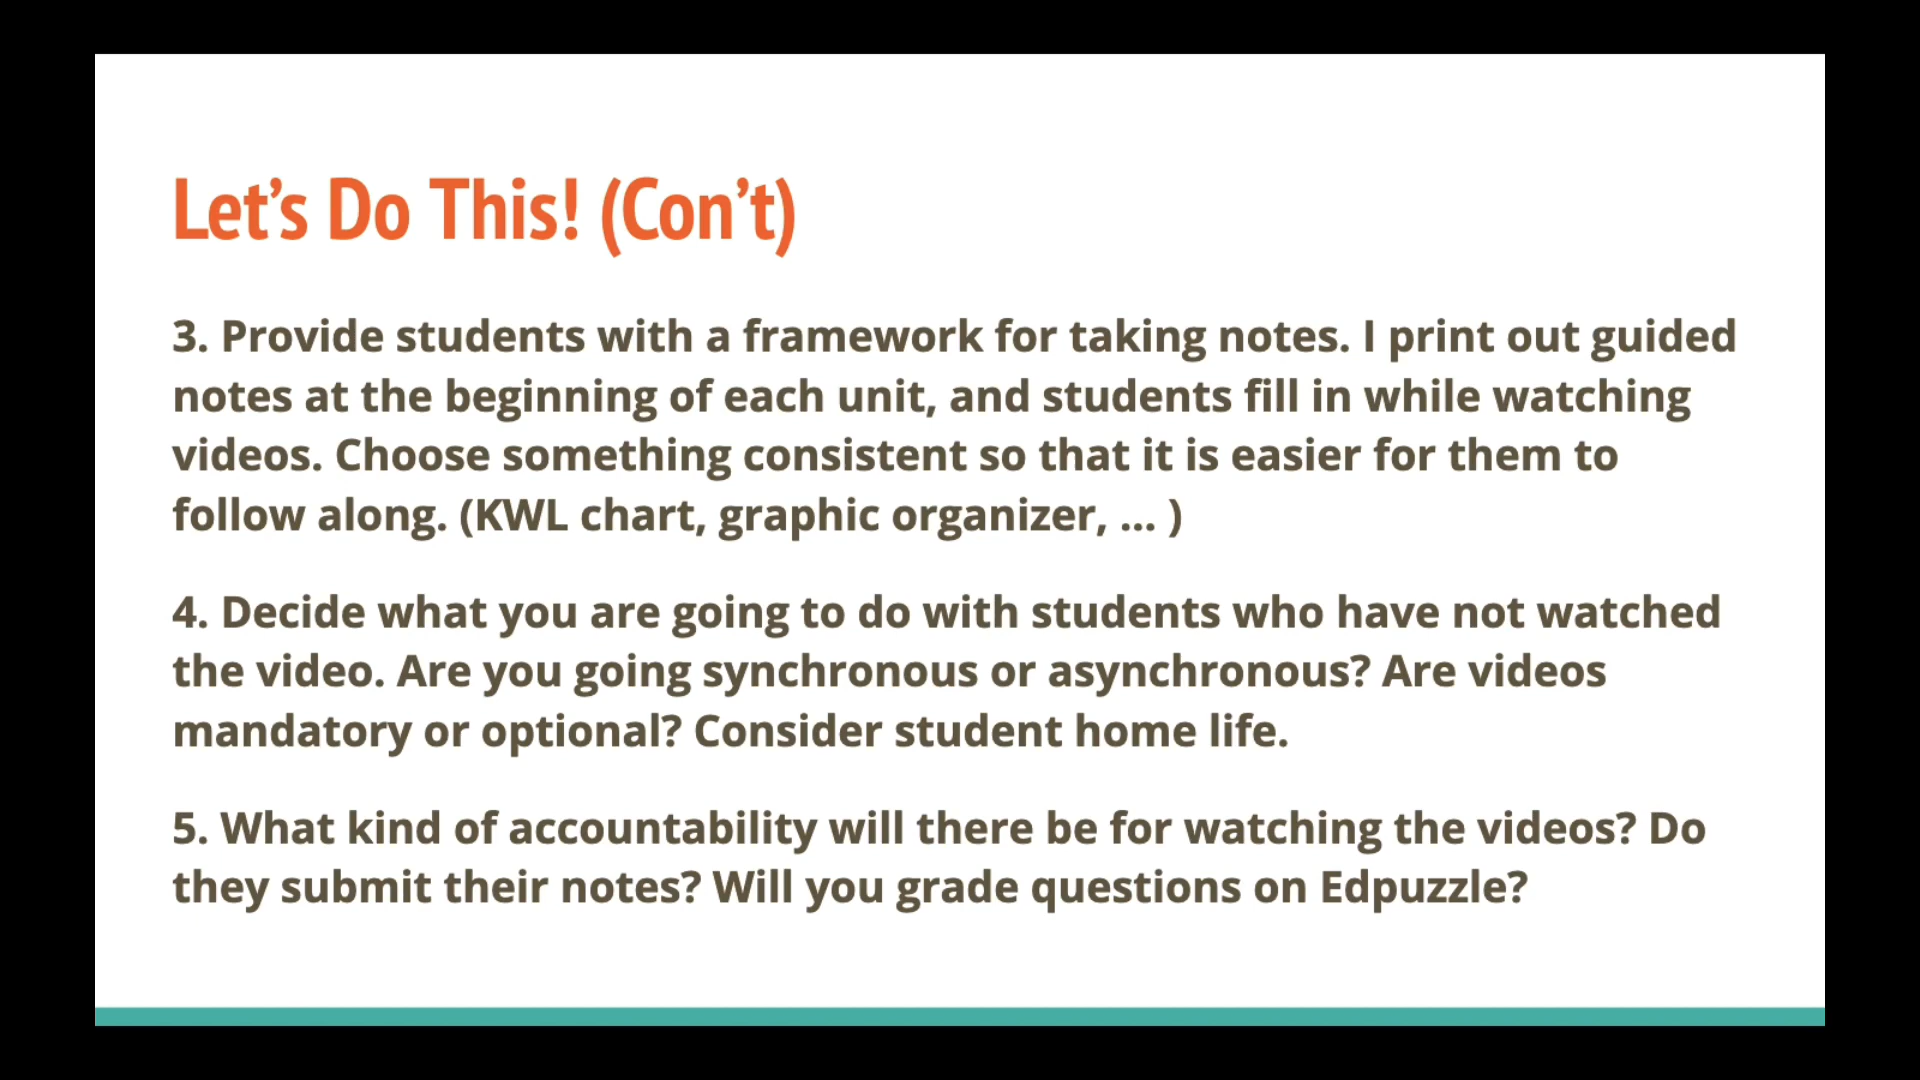 Let’s Do This! (Con’t)
3. Provide students with a framework for taking notes. I print out guided
notes at the beginning of each unit, and students fill in while watching
videos. Choose something consistent so that it is easier for them to
follow along. (KWL chart, graphic organizer, ... )
4. Decide what you are going to do with students who have not watched
the video. Are you going synchronous or asynchronous? Are videos
mandatory or optional? Consider student home life.
5. What kind of accountability will there be for watching the videos? Do
they submit their notes? Will you grade questions on Edpuzzle?